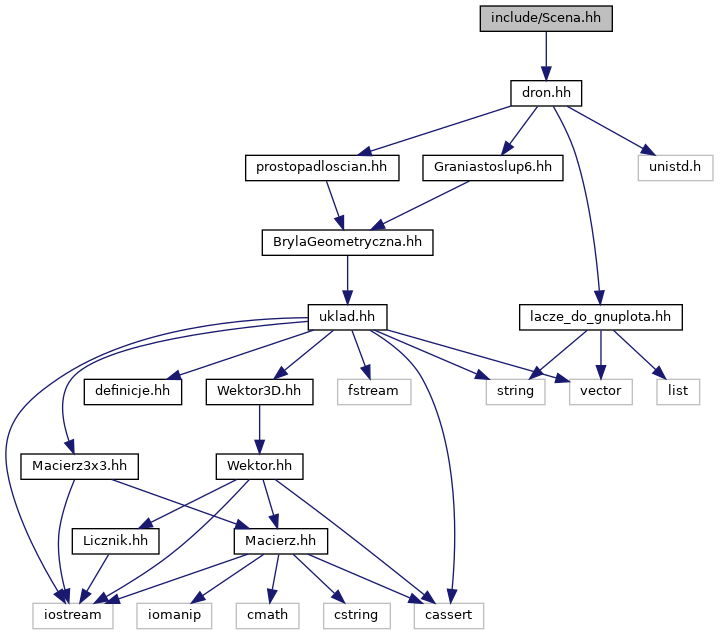 include/Scena.hh
dron.hh
prostopadloscian.hh
Graniastoslup6.hh
unistd.h
BrylaGeometryczna.hh
uklad.hh
lacze_do_gnuplota.hh
definicje.hh
Wektor3D.hh
fstream
string
vector
list
Macierz3x3.hh
Wektor.hh
Licznik.hh
Macierz.hh
iostream
iomanip
cmath
cstring
cassert